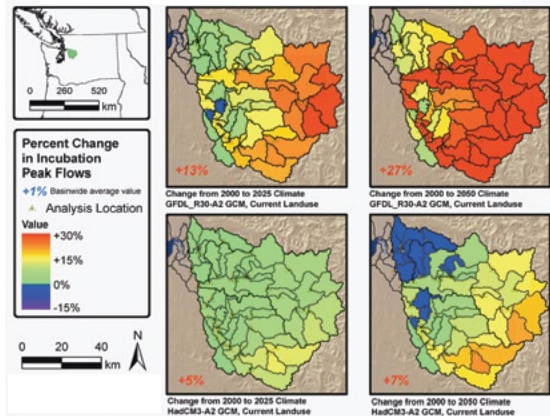 0 260 520
km
Percent Change
in Incubation
Peak Flows
+1% Basinwide average value
Analysis Location
Value
+30%
+15%
0%
-15%
N
0 20 40
km
+13%
Change from 2000 to 2025 Climate
GFDL_R30-A2 GCM, Current Landuse
+27%
Change from 2000 to 2050 Climate
GFDL_R30-A2 GCM, Current Landuse
+5%
Change from 2000 to 2025 Climate
HadCM3-A2 GCM, Current Landuse
+7%
Change from 2000 to 2050 Climate
HadCM3-A2 GCM, Current Landuse